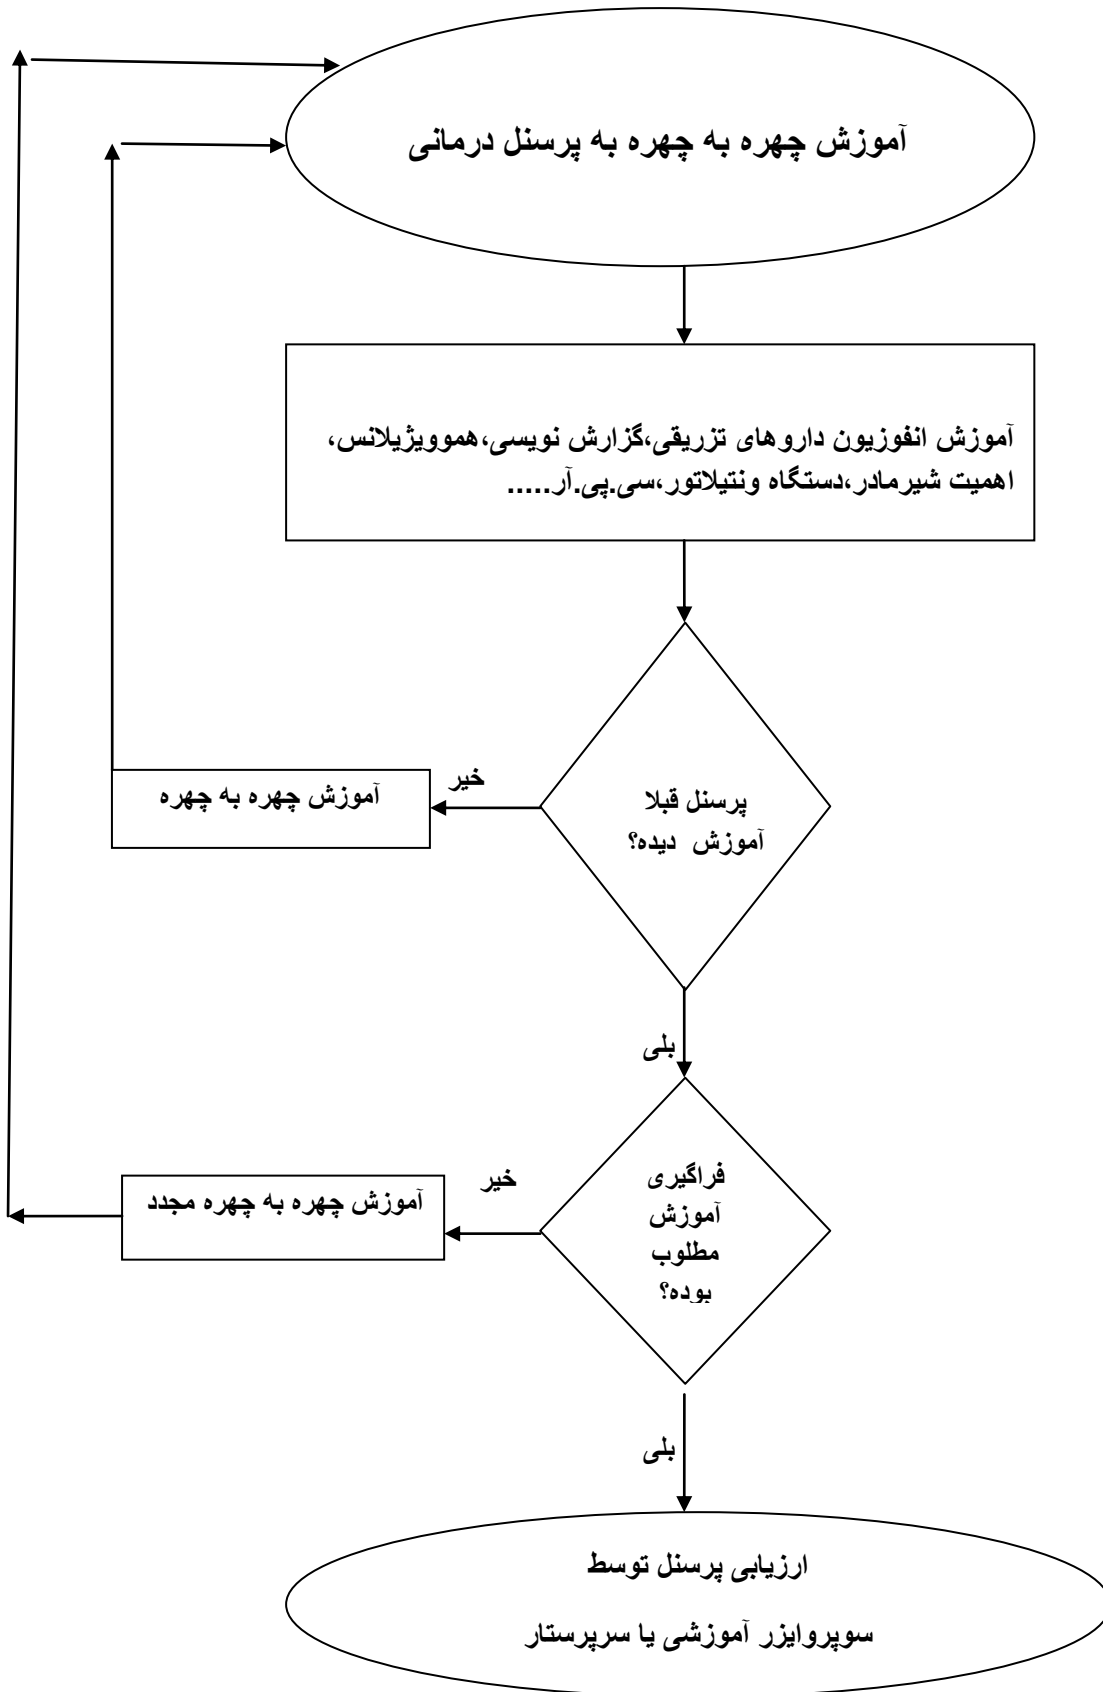 آموزش چهره به چهره به پرسنل درمانی
آموزش انفوزیون داروهای تزریقی،گزارش نویسی،هموویژیلانس،
اهمیت شیرمادر،دستگاه ونتیلاتور،سی.پی.آر.....
پرسنل قبلا
آموزش دیده؟
خیر
آموزش چهره به چهره
بلی
فراگیری
آموزش
مطلوب
بوده؟
خیر
آموزش چهره به چهره مجدد
بلی
ارزیابی پرسنل توسط
سوپروایزر آموزشی یا سرپرستار